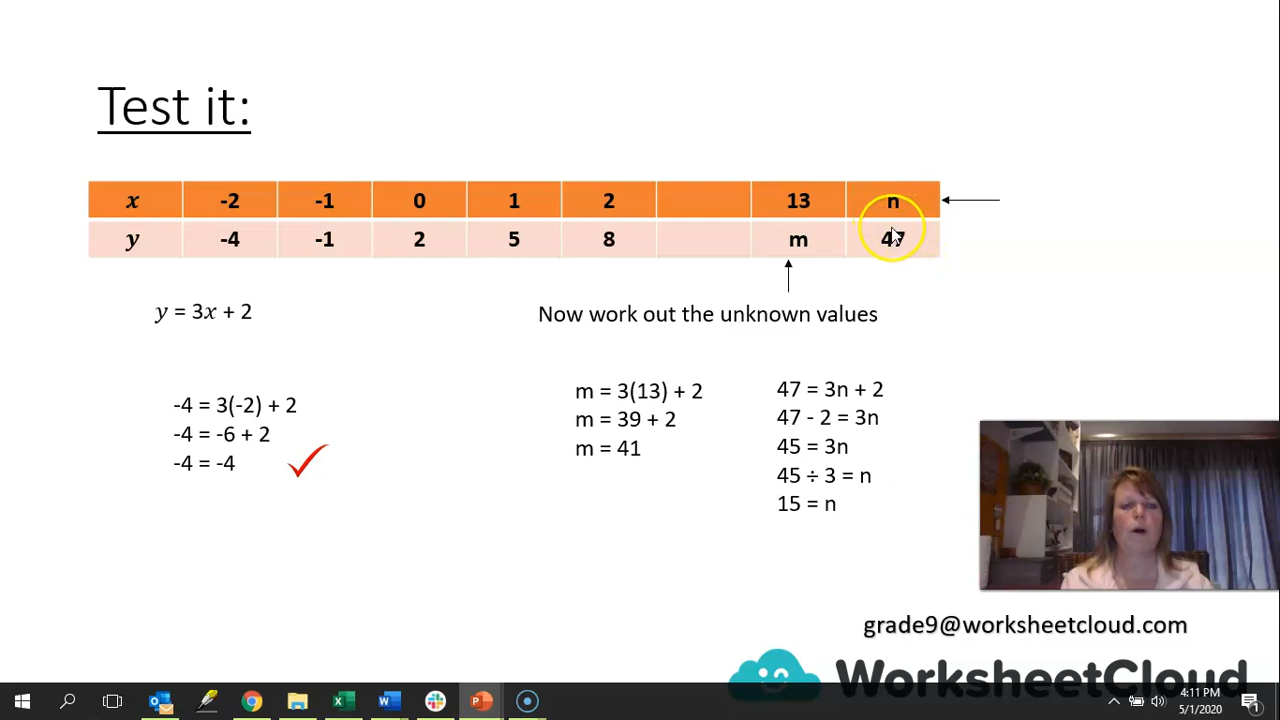 Test it:
x -2 -1 0 1 2 13 n
y -4 -1 2 5 8 m 47
y = 3x + 2
Now work out the unknown values
-4 = 3(-2) + 2
-4 = -6 + 2
-4 = -4
m = 3(13) + 2
m = 39 + 2
m = 41
47 = 3n + 2
47 - 2 = 3n
45 = 3n
45 ÷ 3 = n
15 = n
grade9@worksheetcloud.com
WorksheetCloud
4:11 PM
5/1/2020